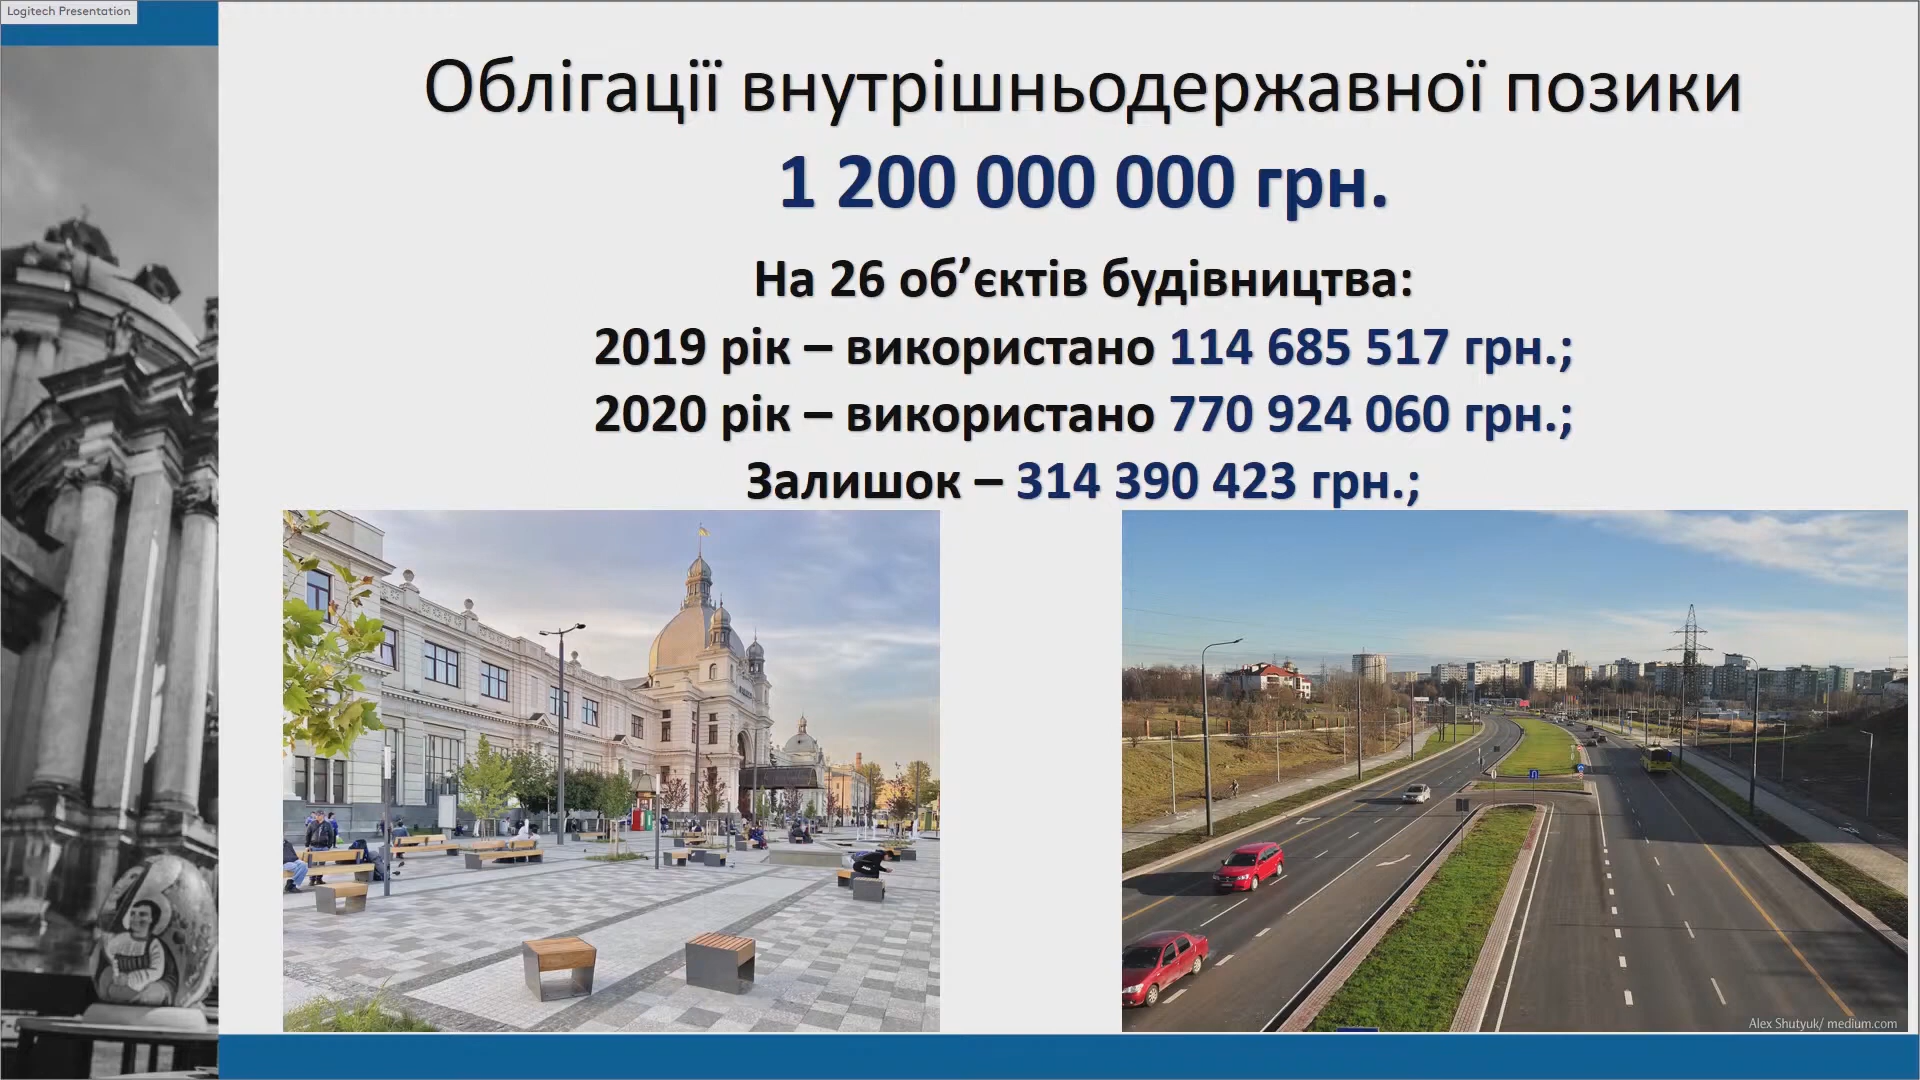 Logitech Presentation
Облігації внутрішньодержавної позики
1 200 000 000 грн.
На 26 об’єктів будівництва:
2019 рік – використано 114 685 517 грн.;
2020 рік – використано 770 924 060 грн.;
Залишок – 314 390 423 грн.;
Alex Shutyuk/ medium.com